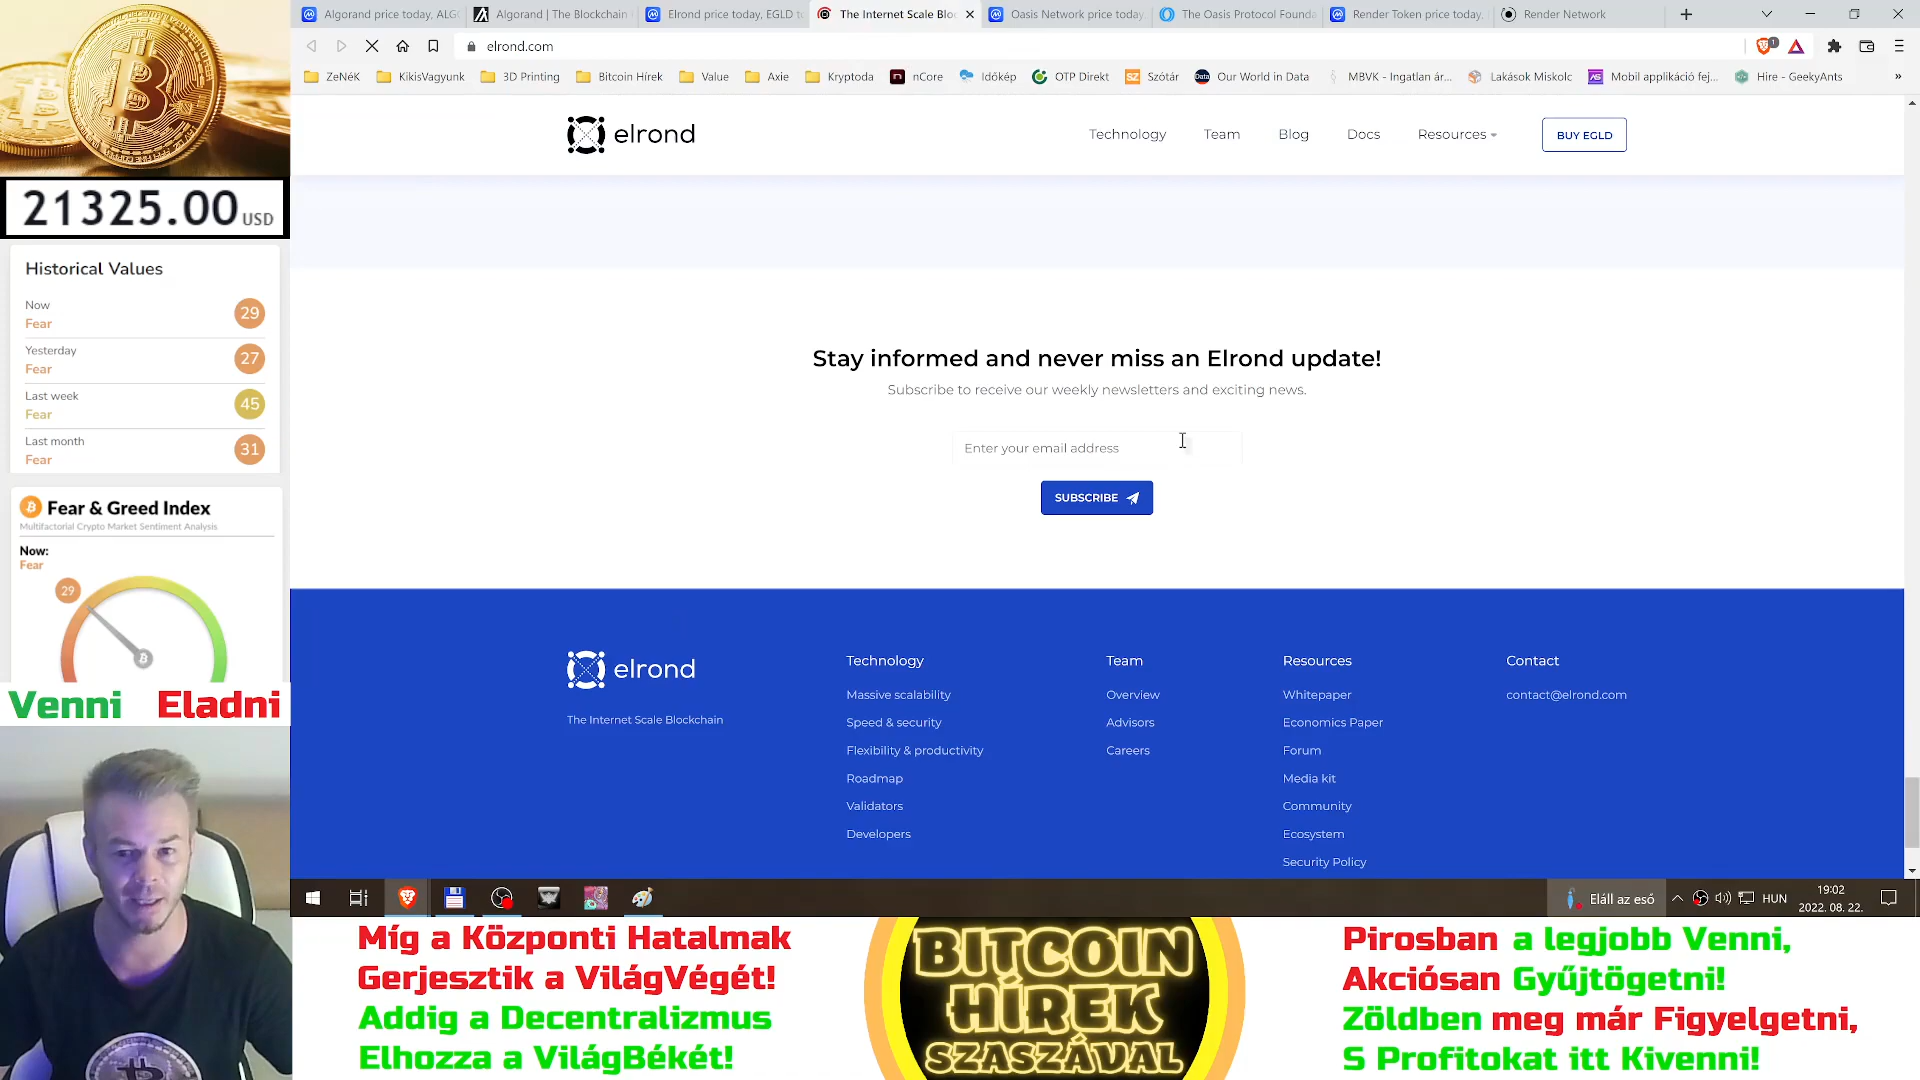 Algorand price today, ALG
Algorand | The Blockchain
Elrond price today, EGLD t
The Internet Scale Blo
Oasis Network price today,
The Oasis Protocol Founda
Render Token price today,
Render Network
elrond.com
ZeNéK
KikisVagyunk
3D Printing
Bitcoin Hírek
Value
Axie
Kryptoda
nCore
Időkép
OTP Direkt
Szótár
Our World in Data
MBVK - Ingatlan ár...
Lakások Miskolc
Mobil applikáció fej...
Hire - GeekyAnts
elrond
Technology
Team
Blog
Docs
Resources
BUY EGLD
21325.00 USD
Historical Values
Now
Fear
29
Yesterday
Fear
27
Last week
Fear
45
Last month
Fear
31
Fear & Greed Index
Multifactorial Crypto Market Sentiment Analysis
Now:
Fear
29
Venni Eladni
Stay informed and never miss an Elrond update!
Subscribe to receive our weekly newsletters and exciting news.
Enter your email address
SUBSCRIBE
elrond
The Internet Scale Blockchain
Technology
Massive scalability
Speed & security
Flexibility & productivity
Roadmap
Validators
Developers
Team
Overview
Advisors
Careers
Resources
Whitepaper
Economics Paper
Forum
Media kit
Community
Ecosystem
Security Policy
Contact
contact@elrond.com
Eláll az eső
HUN
19:02
2022. 08. 22.
Míg a Központi Hatalmak
Gerjesztik a VilágVégét!
Addig a Decentralizmus
Elhozza a VilágBékét!
BITCOIN
HÍREK
SZASZÁVAL
Pirosban a legjobb Venni,
Akciósan Gyűjtögetni!
Zöldben meg már Figyelgetni,
S Profitokat itt Kivenni!